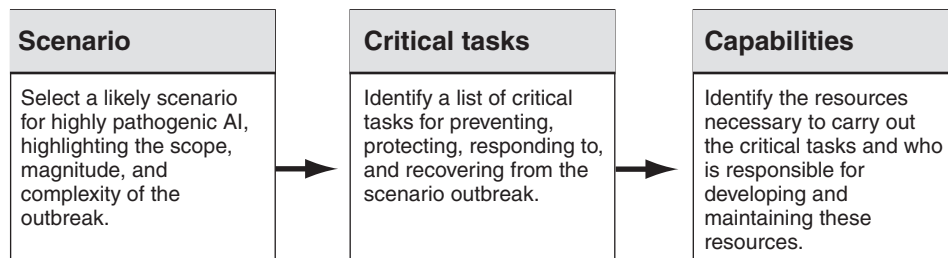 Scenario
Select a likely scenario
for highly pathogenic AI,
highlighting the scope,
magnitude, and
complexity of the
outbreak.
Critical tasks
Identify a list of critical
tasks for preventing,
protecting, responding to,
and recovering from the
scenario outbreak.
Capabilities
Identify the resources
necessary to carry out
the critical tasks and who
is responsible for
developing and
maintaining these
resources.